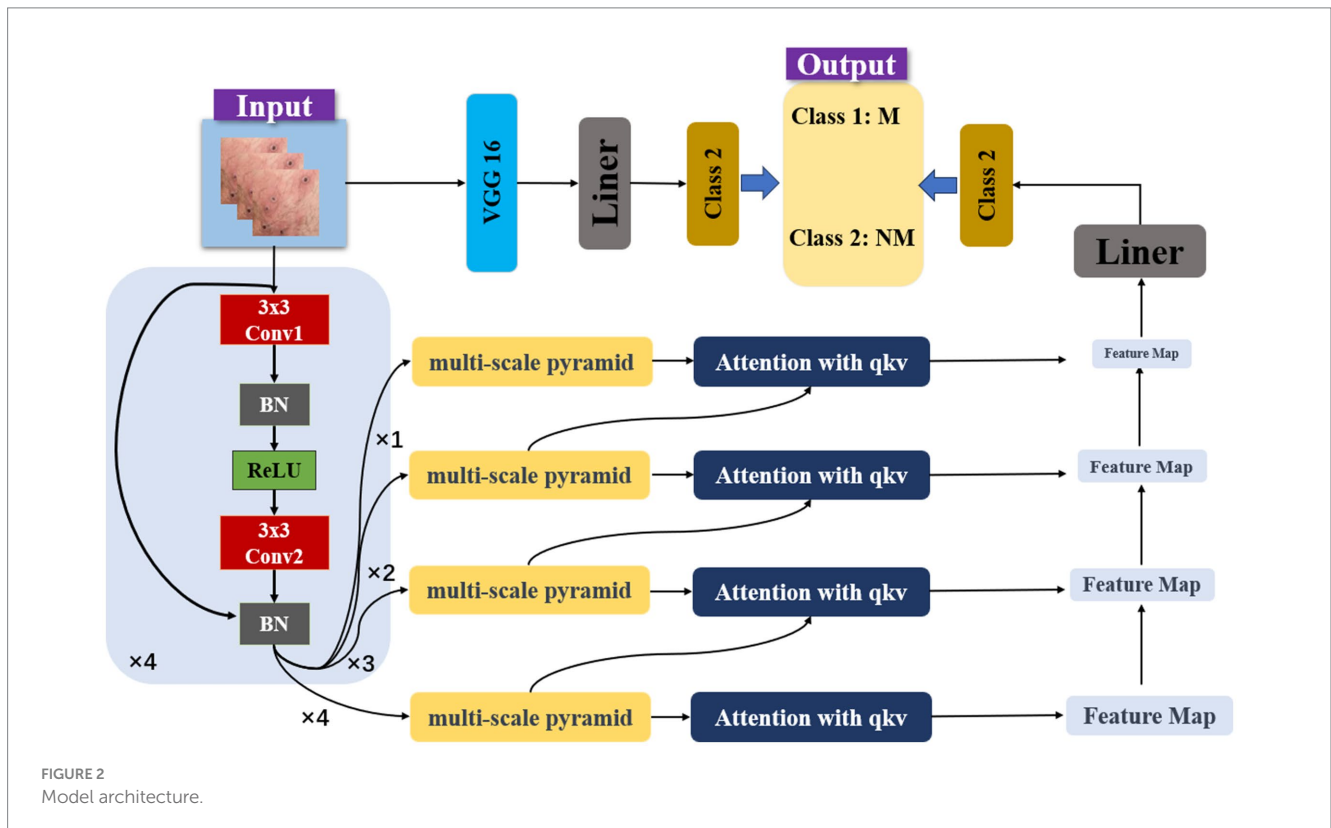 Input
Output
VGG 16
Liner
Class 2
Class 1: M
Class 2: NM
Class 2
Liner
3x3
Conv1
BN
ReLU
3x3
Conv2
BN
×4
×1
×2
×3
×4
multi-scale pyramid
Attention with qkv
Feature Map
multi-scale pyramid
Attention with qkv
Feature Map
multi-scale pyramid
Attention with qkv
Feature Map
multi-scale pyramid
Attention with qkv
Feature Map
FIGURE 2
Model architecture.